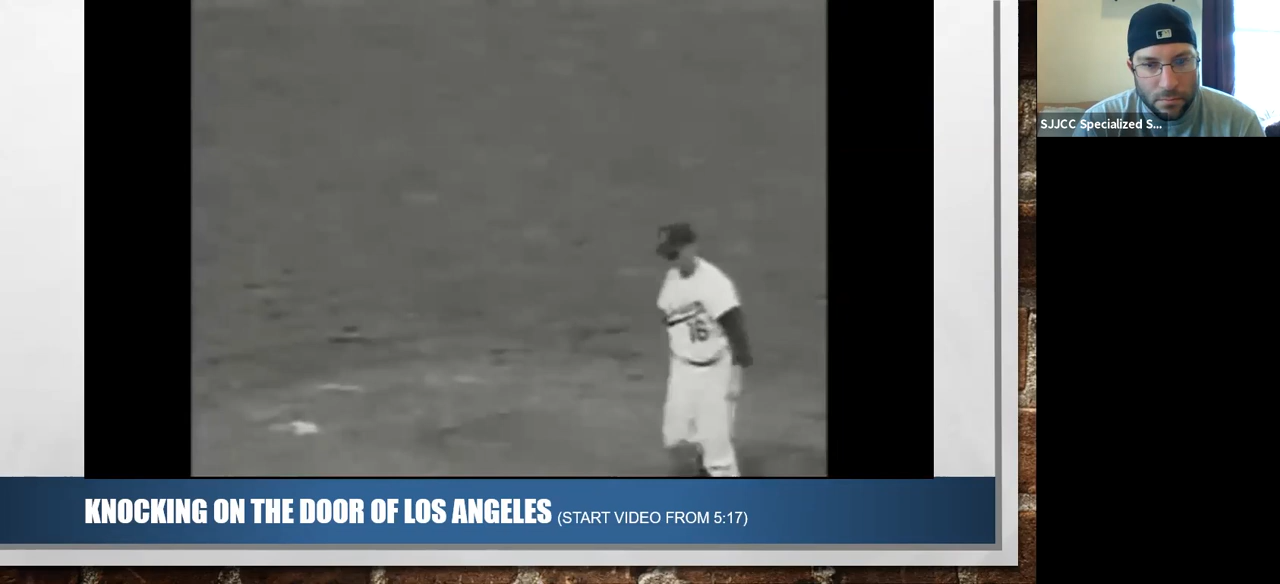 16
KNOCKING ON THE DOOR OF LOS ANGELES (START VIDEO FROM 5:17)
SJJCC Specialized S...